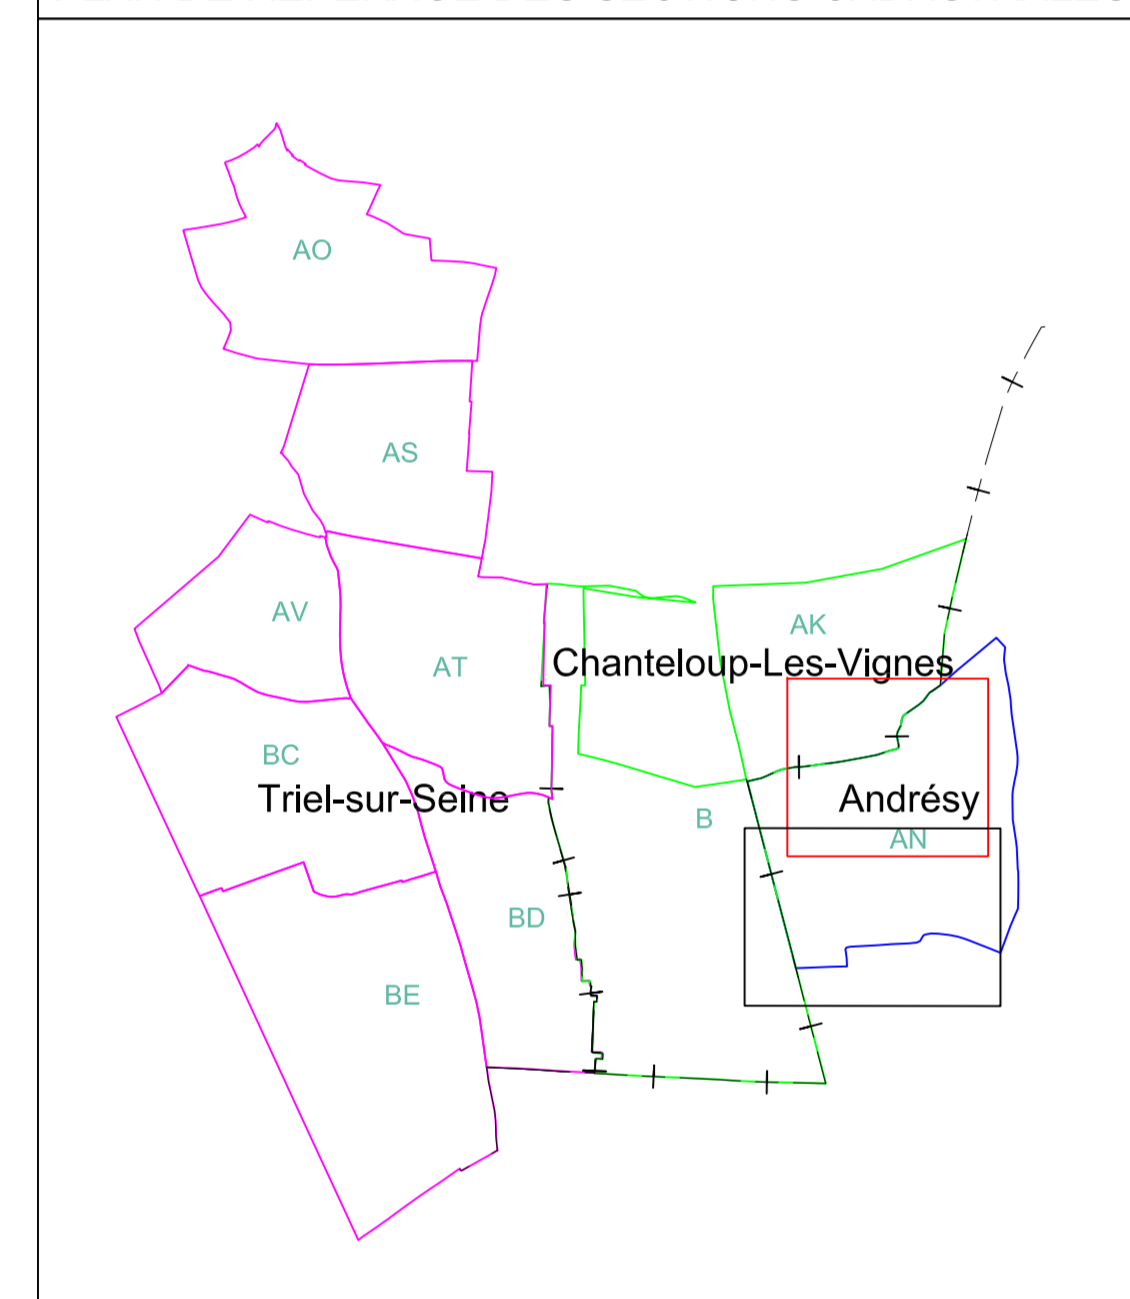 AO
AS
AV
AK
AT
Chanteloup-Les-Vignes
BC
Triel-sur-Seine
Andrésy
B
AN
BD
BE